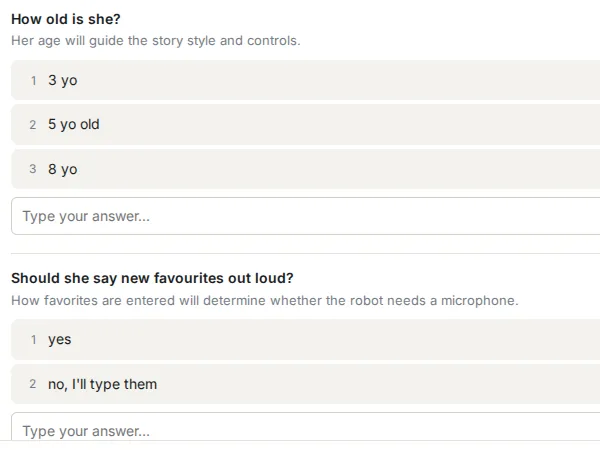 How old is she?
Her age will guide the story style and controls.
1 3 yo
2 5 yo old
3 8 yo
Type your answer...
Should she say new favourites out loud?
How favorites are entered will determine whether the robot needs a microphone.
1 yes
2 no, I'll type them
Type your answer...